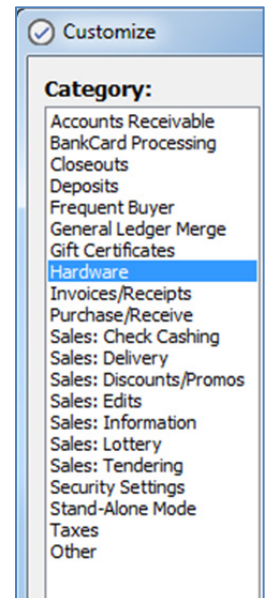 Customize
Category:
Accounts Receivable
BankCard Processing
Closeouts
Deposits
Frequent Buyer
General Ledger Merge
Gift Certificates
Hardware
Invoices/Receipts
Purchase/Receive
Sales: Check Cashing
Sales: Delivery
Sales: Discounts/Promos
Sales: Edits
Sales: Information
Sales: Lottery
Sales: Tendering
Security Settings
Stand-Alone Mode
Taxes
Other